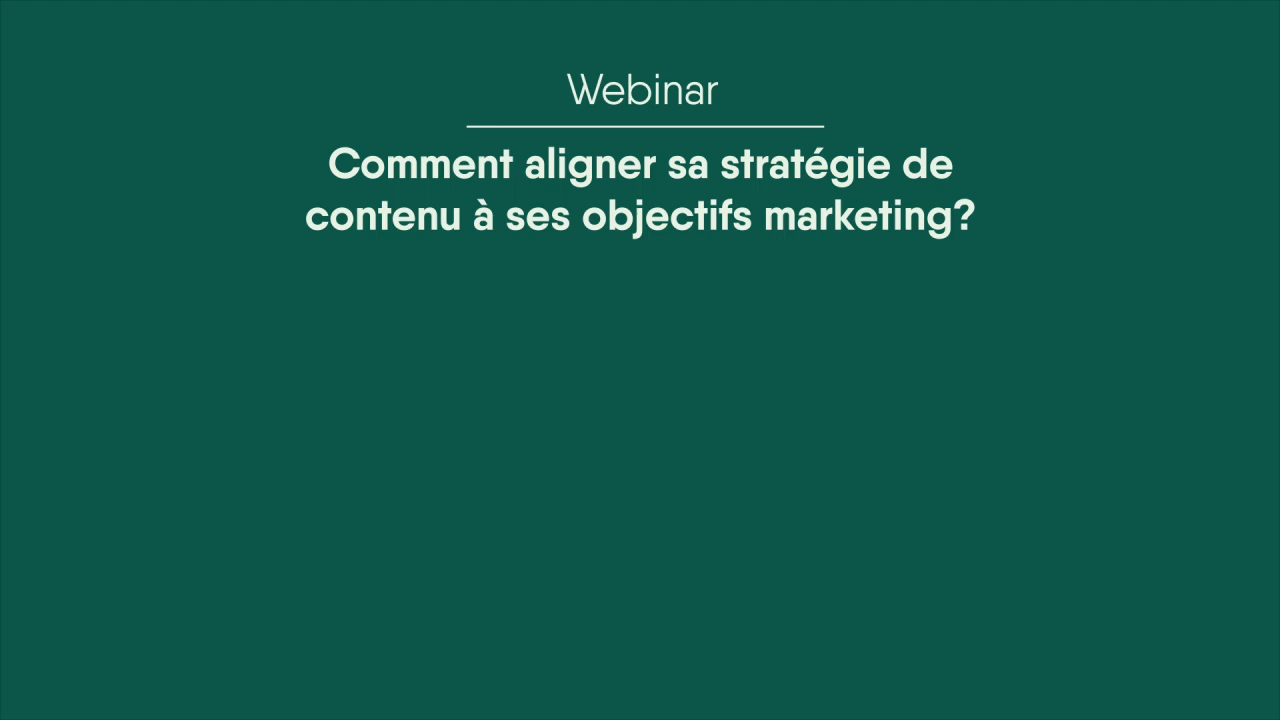 Webinar
Comment aligner sa stratégie de
contenu à ses objectifs marketing?